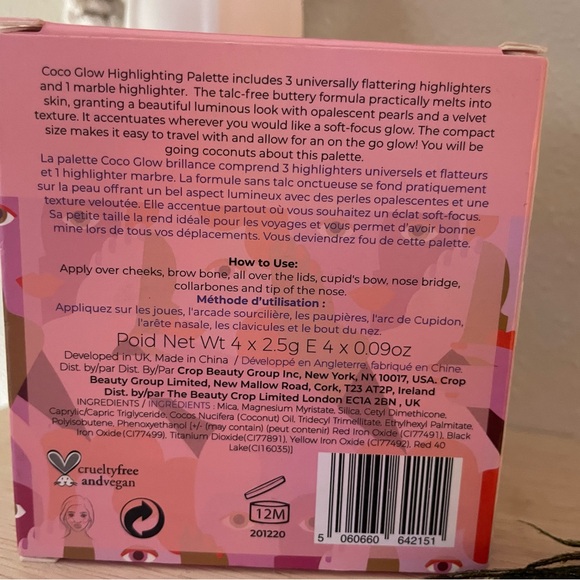 Coco Glow Highlighting Palette includes 3 universally flattering highlighters
and 1 marble highlighter. The talc-free buttery formula practically melts into
skin, granting a beautiful luminous look with opalescent pearls and a velvet
texture. It accentuates wherever you would like a soft-focus glow. The compact
size makes it easy to travel with and allow for an on the go glow! You will be
going coconuts about this palette.
La palette Coco Glow brillance comprend 3 highlighters universels et flatteurs
et 1 highlighter marbre. La formule sans talc onctueuse se fond pratiquement
sur la peau offrant un bel aspect lumineux avec des perles opalescentes et une
texture veloutée. Elle accentue partout où vous souhaitez un éclat soft-focus.
Sa petite taille la rend idéale pour les voyages et vous permet d'avoir bonne
mine lors de tous vos déplacements. Vous deviendrez fou de cette palette.
How to Use:
Apply over cheeks, brow bone, all over the lids, cupid's bow. nose bridge,
collarbones and tip of the nose.
Méthode d'utilisation :
Appliquez sur les joues, l'arcade sourcilière, les paupières, l'arc de Cupidon,
l'arête nasale, les clavicules et le bout du nez.
Poid Net Wt 4 x 2.5g E 4 x 0.09oz
Developed in UK, Made in China / Développé en Angleterre, fabriqué en Chine.
Dist. by/par Dist. By/Par Crop Beauty Group Inc, New York, NY 10017, USA. Crop
Beauty Group Limited, New Mallow Road, Cork, T23 AT2P, Ireland
Dist. by/par The Beauty Crop Limited London EC1A 2BN , UK
INGREDIENTS / INGRÉDIENTS : Mica, Magnesium Myristate, Silica, Cetyl Dimethicone,
Caprylic/Capric Triglyceride, Cocos Nucifera (Coconut) Oil, Tridecyl Trimellitate, Ethylhexyl Palmitate,
Polyisobutene, Phenoxyethanol [+/- (may contain) (peut contenir) Red Iron Oxide (CI77491), Black
Iron Oxide(CI77499), Titanium Dioxide(CI77891), Yellow Iron Oxide (CI77492), Red 40
Lake(CI16035)]
crueltyfree
andvegan
12M
201220
5 060660 642151